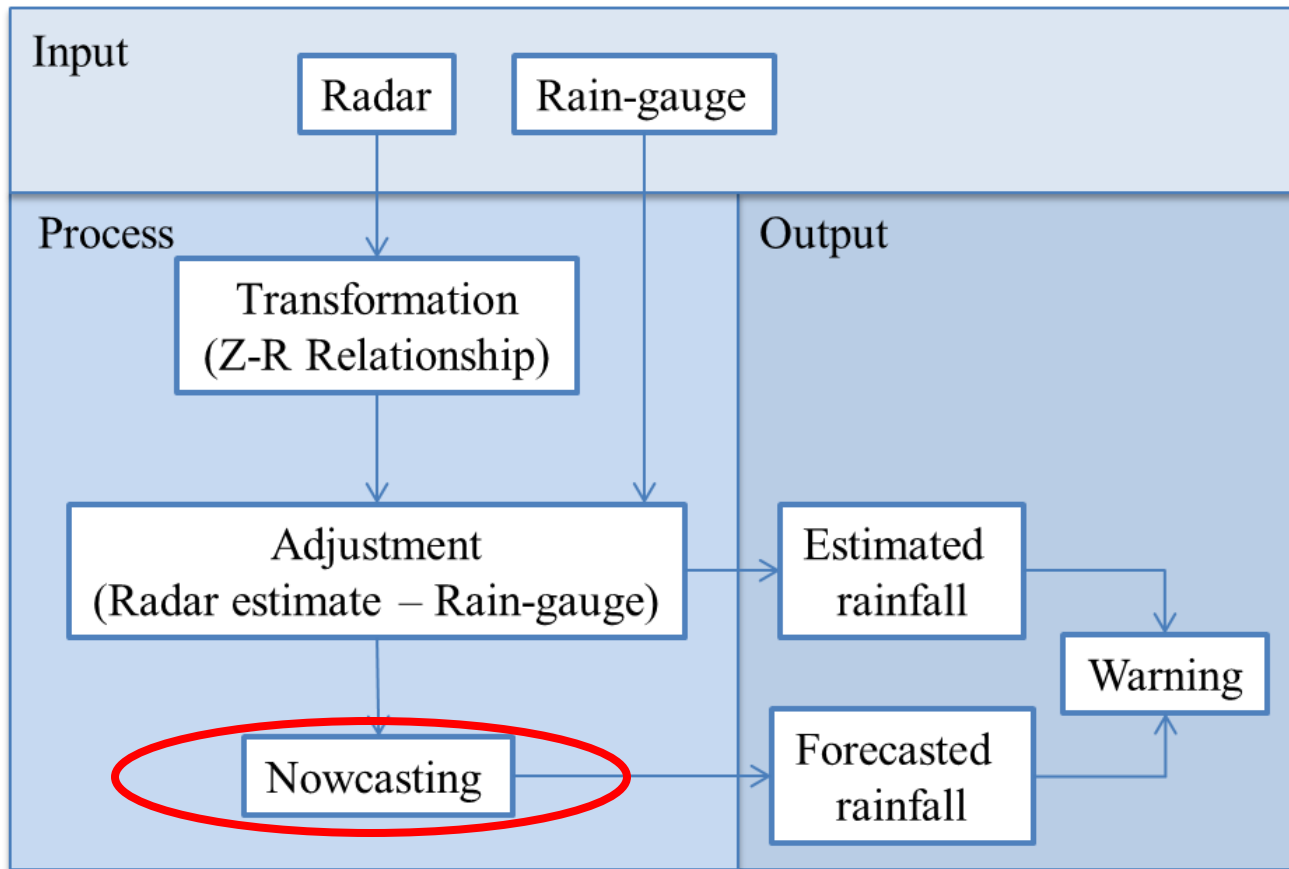 Input
Radar
Rain-gauge
Process
Output
Transformation
(Z-R Relationship)
Adjustment
(Radar estimate – Rain-gauge)
Estimated
rainfall
Warning
Nowcasting
Forecasted
rainfall